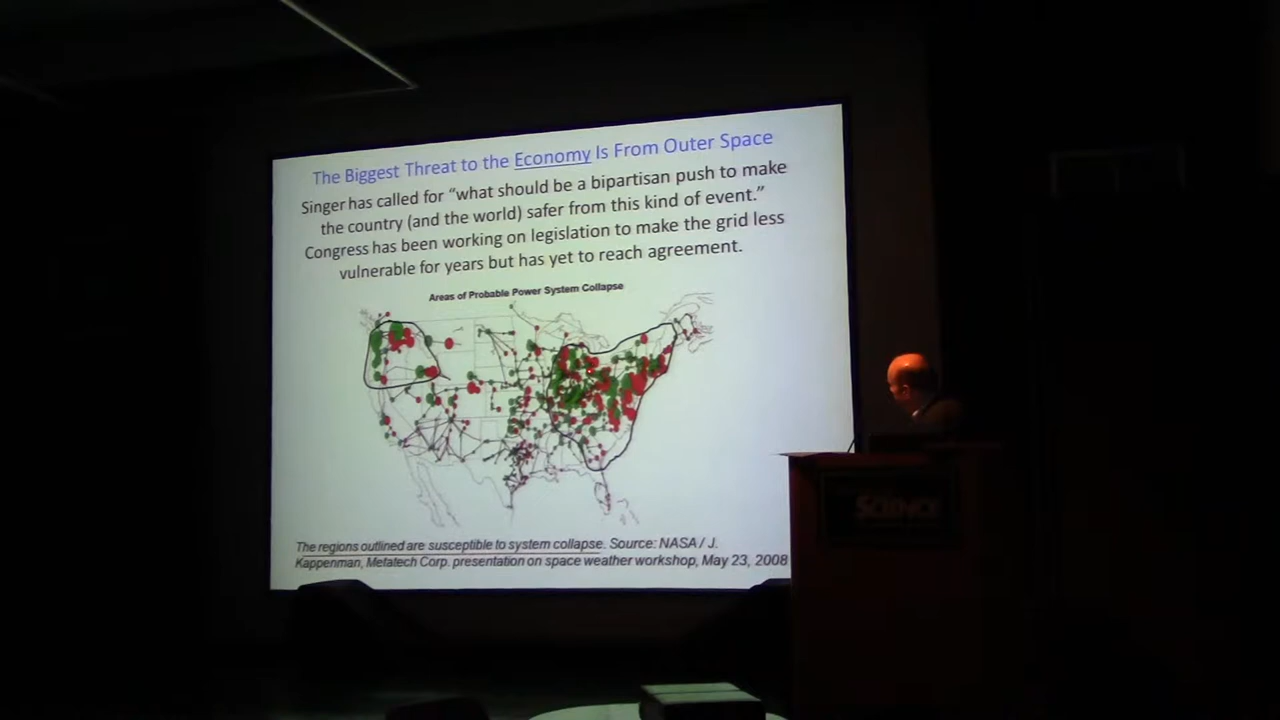 The Biggest Threat to the Economy Is From Outer Space
Singer has called for “what should be a bipartisan push to make
the country (and the world) safer from this kind of event.”
Congress has been working on legislation to make the grid less
vulnerable for years but has yet to reach agreement.
Areas of Probable Power System Collapse
The regions outlined are susceptible to system collapse. Source: NASA / J.
Kappenman, Metatech Corp. presentation on space weather workshop, May 23, 2008
SCIENCE